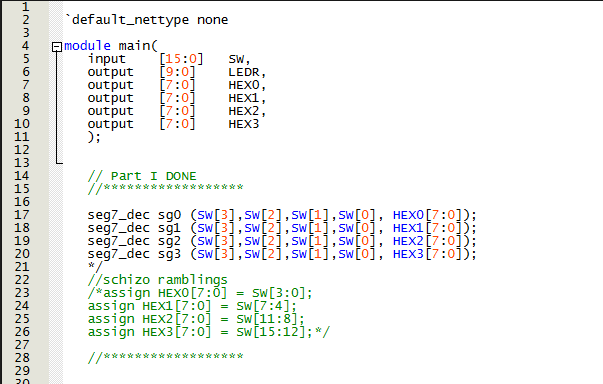 1
2 `default_nettype none
3
4 module main(
5 input [15:0] SW,
6 output [9:0] LEDR,
7 output [7:0] HEX0,
8 output [7:0] HEX1,
9 output [7:0] HEX2,
10 output [7:0] HEX3
11 );
12
13
14 // Part I DONE
15 //******************
16
17 seg7_dec sg0 (SW[3],SW[2],SW[1],SW[0], HEX0[7:0]);
18 seg7_dec sg1 (SW[3],SW[2],SW[1],SW[0], HEX1[7:0]);
19 seg7_dec sg2 (SW[3],SW[2],SW[1],SW[0], HEX2[7:0]);
20 seg7_dec sg3 (SW[3],SW[2],SW[1],SW[0], HEX3[7:0]);
21 */
22 //schizo ramblings
23 /*assign HEX0[7:0] = SW[3:0];
24 assign HEX1[7:0] = SW[7:4];
25 assign HEX2[7:0] = SW[11:8];
26 assign HEX3[7:0] = SW[15:12];*/
27
28 //******************
29
30